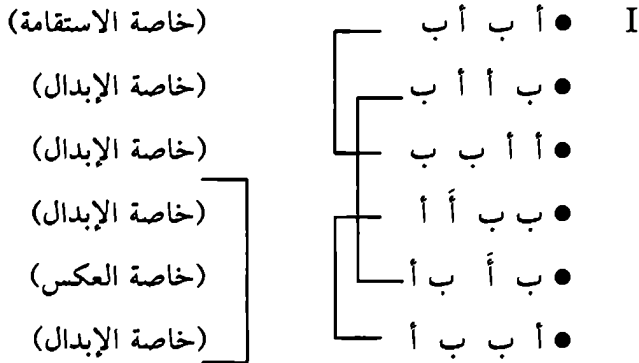 I ● أ ب أ ب (خاصة الاستقامة)
● ب أ أ ب (خاصة الإبدال)
● أ أ ب ب (خاصة الإبدال)
● ب ب أَ أ (خاصة الإبدال)
● ب أَ ب أ (خاصة العكس)
● أ ب ب أ (خاصة الإبدال)